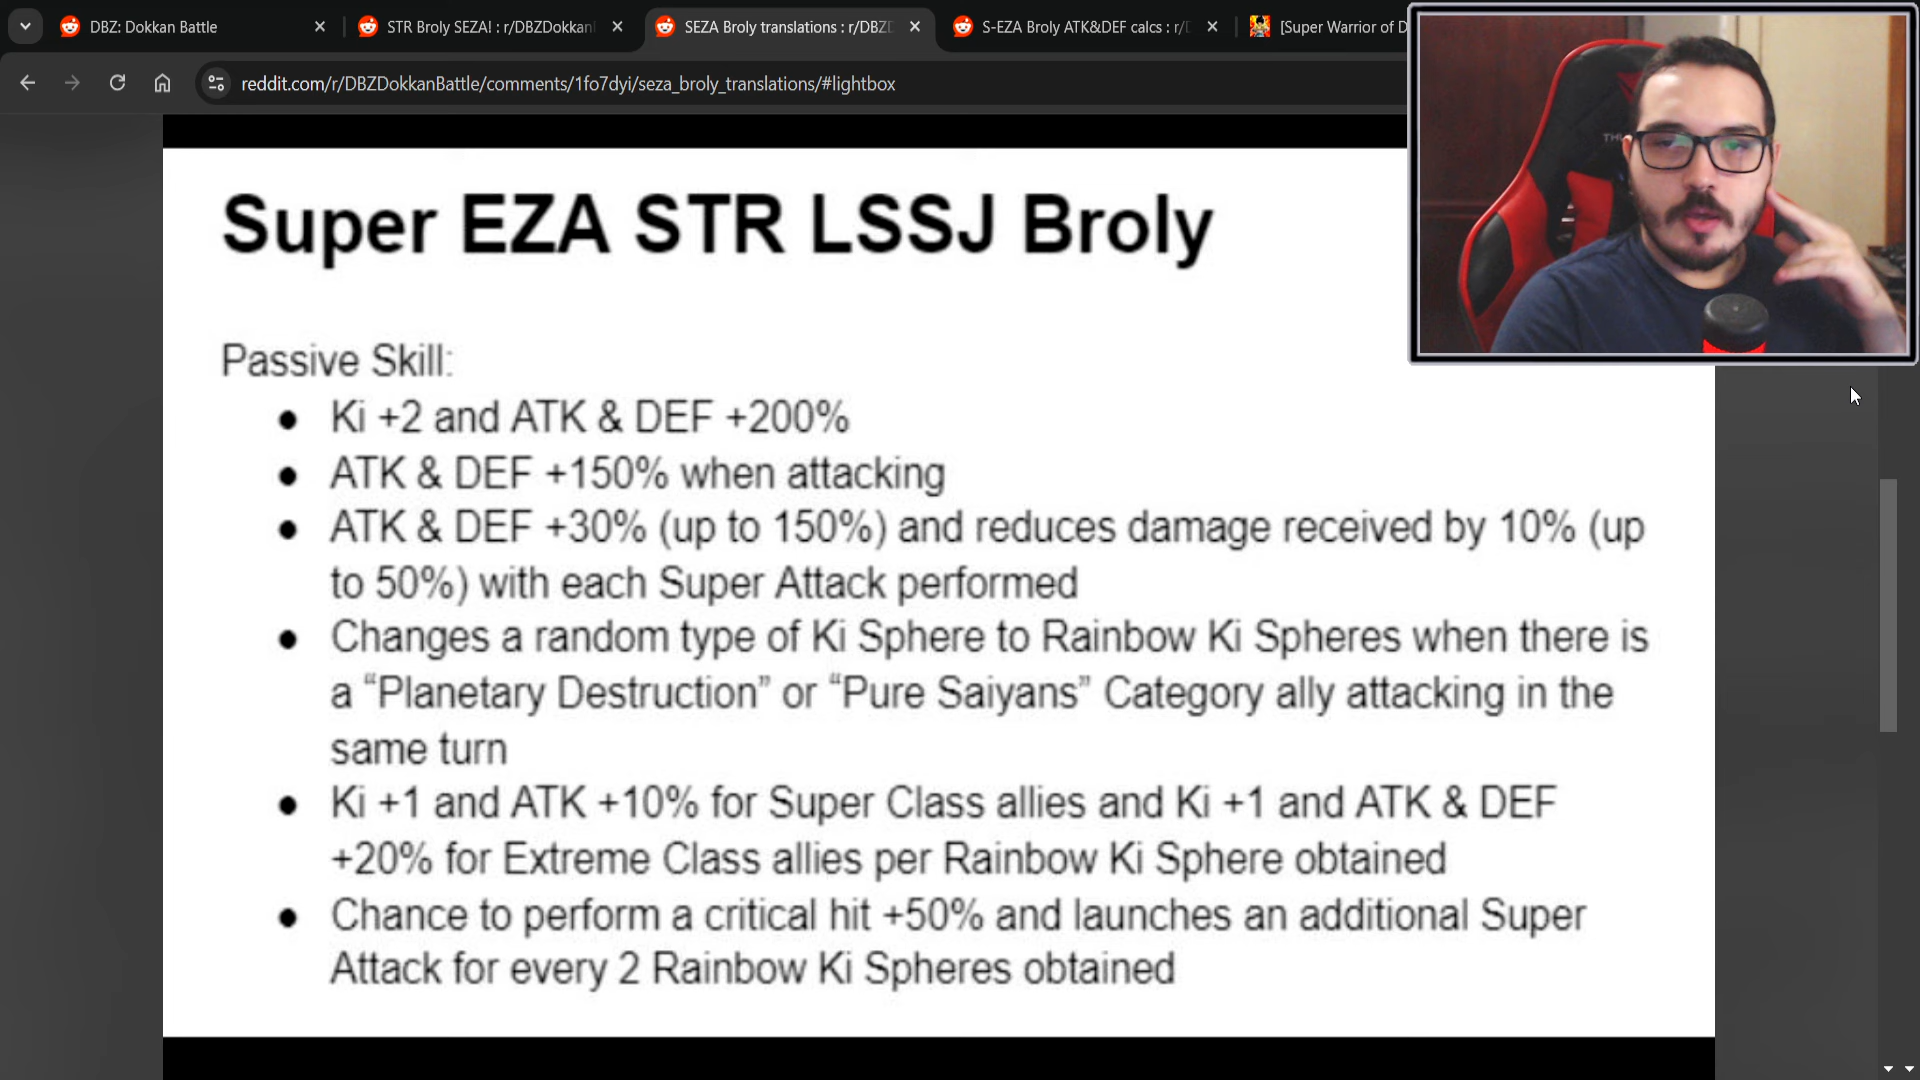 DBZ: Dokkan Battle
STR Broly SEZA! : r/DBZDokkanl
SEZA Broly translations : r/DBZD
S-EZA Broly ATK&DEF calcs : r/D
[Super Warrior of D
reddit.com/r/DBZDokkanBattle/comments/1fo7dyi/seza_broly_translations/#lightbox
Super EZA STR LSSJ Broly
Passive Skill:
● Ki +2 and ATK & DEF +200%
● ATK & DEF +150% when attacking
● ATK & DEF +30% (up to 150%) and reduces damage received by 10% (up
to 50%) with each Super Attack performed
● Changes a random type of Ki Sphere to Rainbow Ki Spheres when there is
a “Planetary Destruction” or “Pure Saiyans” Category ally attacking in the
same turn
● Ki +1 and ATK +10% for Super Class allies and Ki +1 and ATK & DEF
+20% for Extreme Class allies per Rainbow Ki Sphere obtained
● Chance to perform a critical hit +50% and launches an additional Super
Attack for every 2 Rainbow Ki Spheres obtained